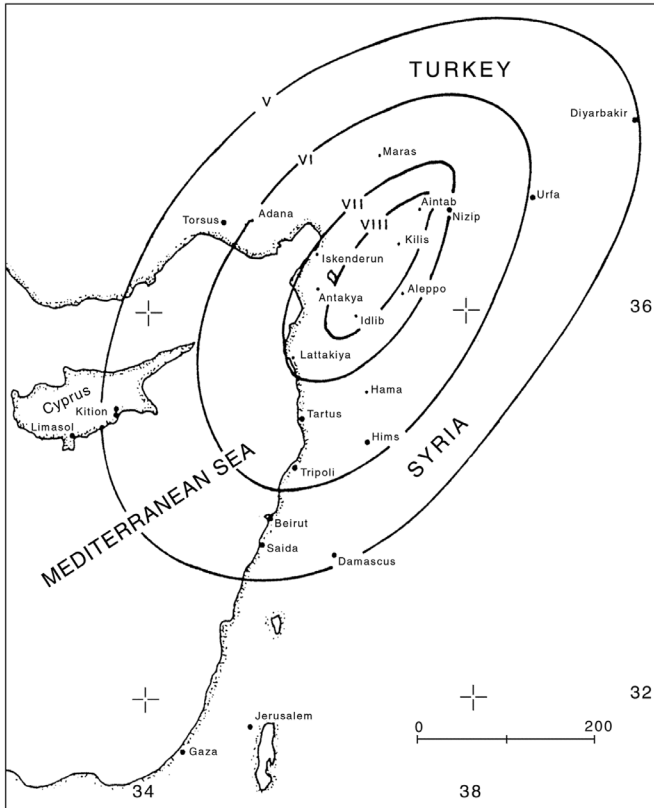 TURKEY
V
Diyarbakir
VI
Maras
VII
Urfa
Aintab
Nizip
Torsus
Adana
VIII
Kilis
Iskenderun
Antakya
Aleppo
36
Idlib
Lattakiya
Cyprus
Hama
Kition
Limasol
Tartus
Hims
SYRIA
Tripoli
MEDITERRANEAN SEA
Beirut
Saida
Damascus
32
Jerusalem
0 200
Gaza
34 38